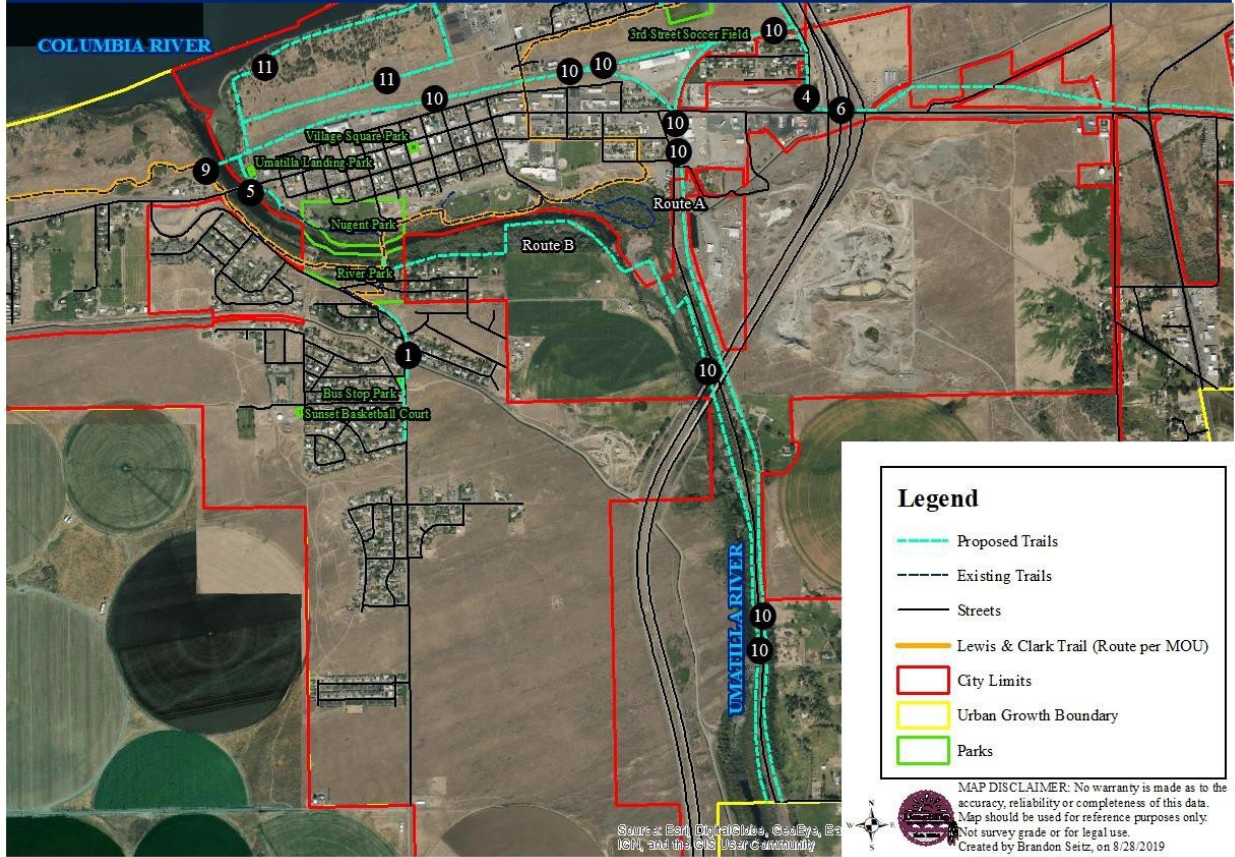 COLUMBIA RIVER
11
11
10
10
10
3rd Street Soccer Field
10
4
6
10
10
Village Square Park
Umatilla Landing Park
9
5
Nugent Park
Route A
Route B
River Park
1
10
Bus Stop Park
Sunset Basketball Court
10
10
UMATILLA RIVER
Legend
Proposed Trails
Existing Trails
Streets
Lewis & Clark Trail (Route per MOU)
City Limits
Urban Growth Boundary
Parks
N
W E
S
MAP DISCLAIMER: No warranty is made as to the
accuracy, reliability or completeness of this data.
Map should be used for reference purposes only.
Not survey grade or for legal use.
Created by Brandon Seitz, on 8/28/2019
Source: Esri, DigitalGlobe, GeoEye, Ea
IGN, and the GIS User Community